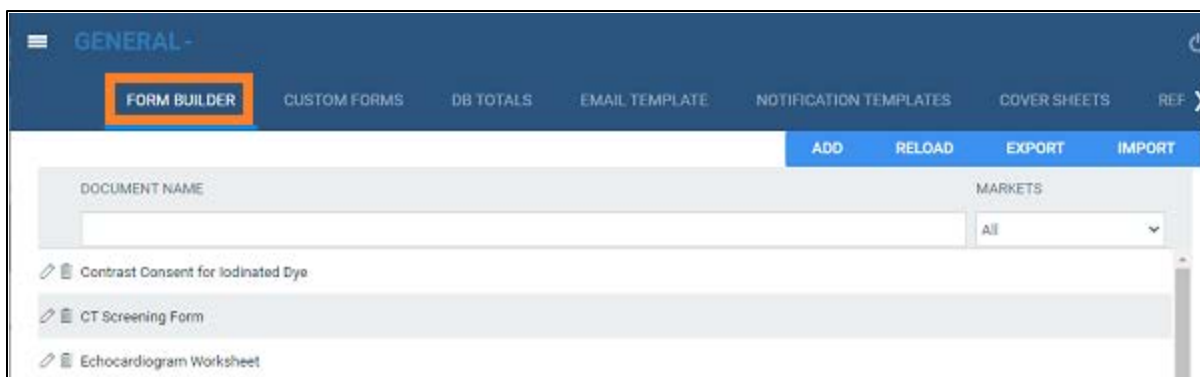 GENERAL -
FORM BUILDER CUSTOM FORMS DB TOTALS EMAIL TEMPLATE NOTIFICATION TEMPLATES COVER SHEETS REF
ADD RELOAD EXPORT IMPORT
DOCUMENT NAME MARKETS
All
Contrast Consent for Iodinated Dye
CT Screening Form
Echocardiogram Worksheet